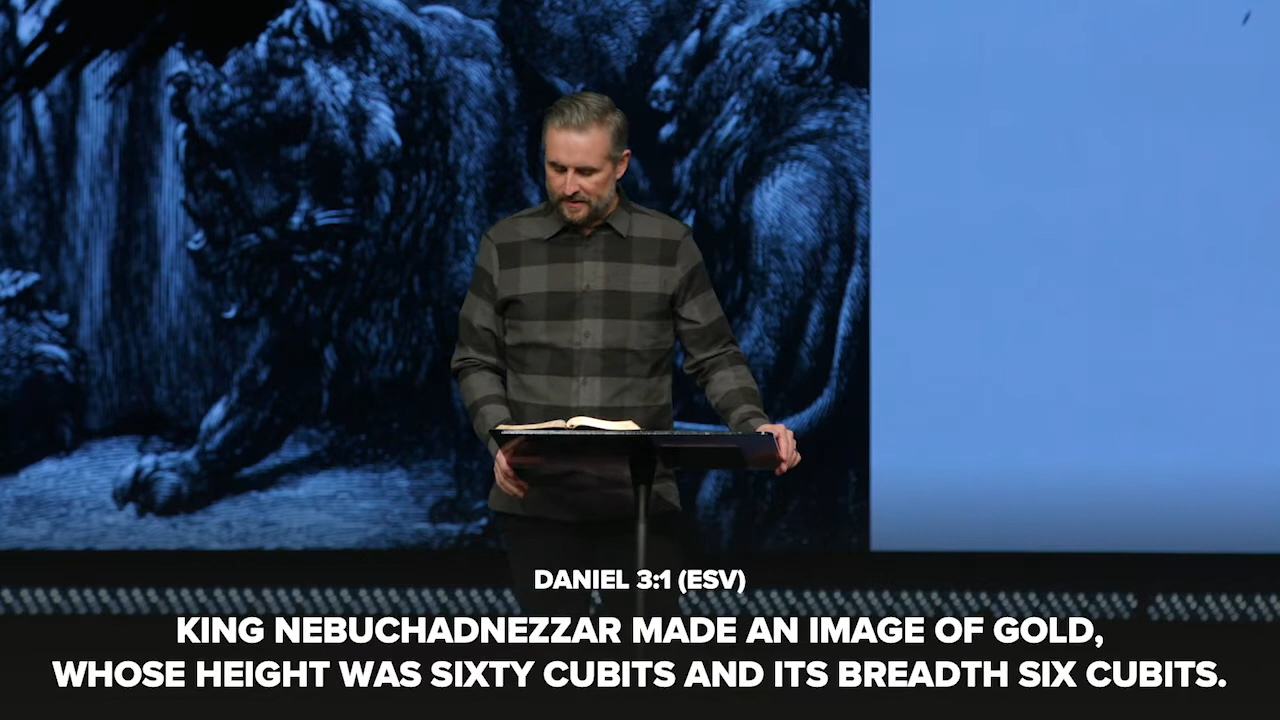 DANIEL 3:1 (ESV)
KING NEBUCHADNEZZAR MADE AN IMAGE OF GOLD,
WHOSE HEIGHT WAS SIXTY CUBITS AND ITS BREADTH SIX CUBITS.